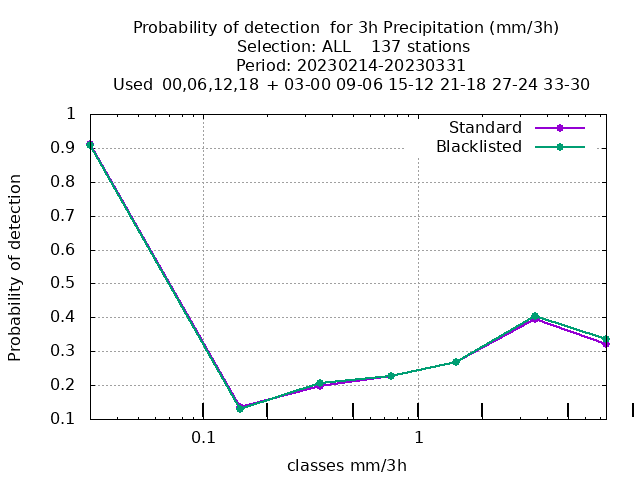 Probability of detection  for 3h Precipitation (mm/3h)
Selection: ALL    137 stations
Period: 20230214-20230331
Used  00,06,12,18  + 03-00 09-06 15-12 21-18 27-24 33-30
Standard
Blacklisted
Probability of detection
1
0.9
0.8
0.7
0.6
0.5
0.4
0.3
0.2
0.1
0.1
1
classes mm/3h